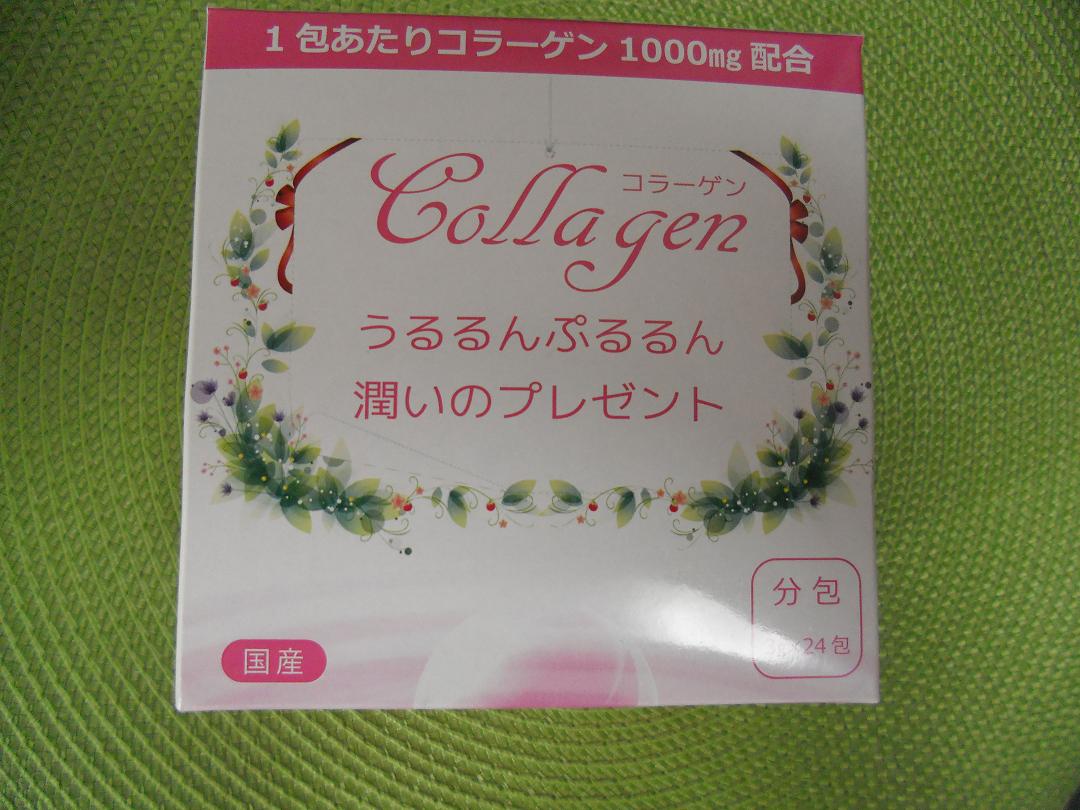 1包あたりコラーゲン 1000㎎ 配合
コラーゲン
Collagen
うるるんぷるるん
潤いのプレゼント
分包
24包
国産